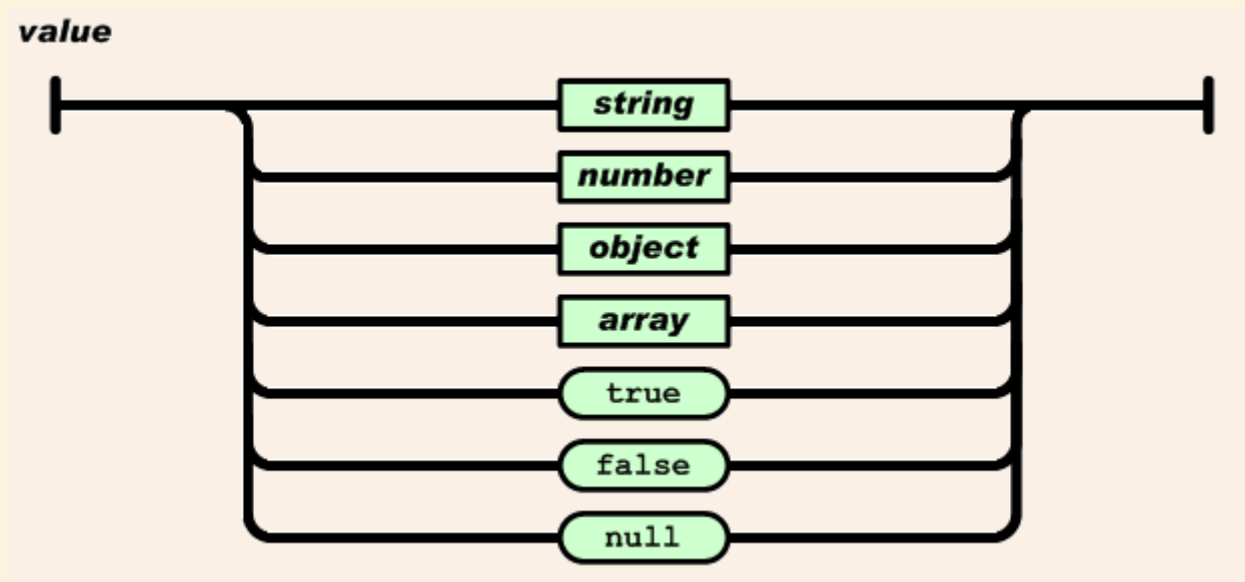 value
string
number
object
array
true
false
null